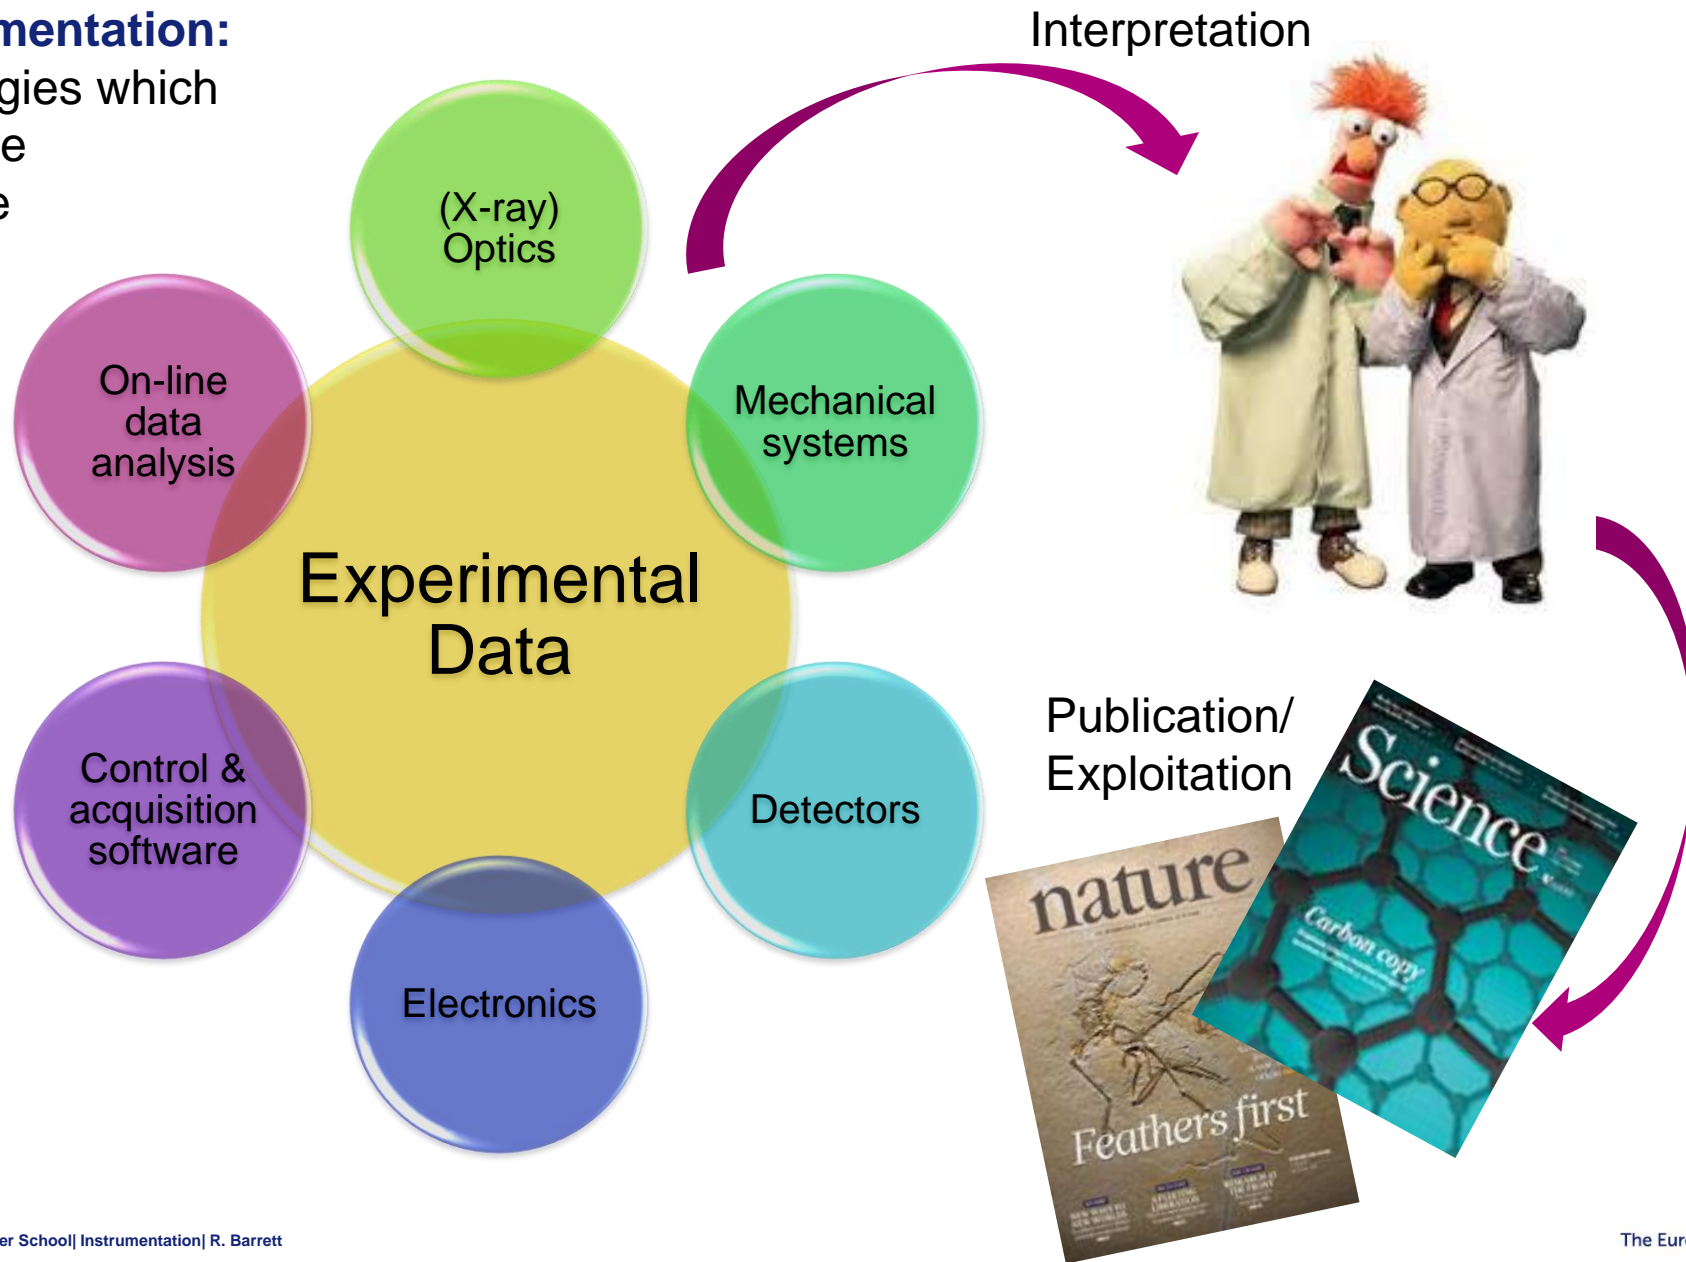 mentation:
gies which
e
e
Interpretation
(X-ray)
Optics
On-line
data
analysis
Mechanical
systems
Experimental
Data
Control &
acquisition
software
Detectors
Electronics
Publication/
Exploitation
Science
Carbon copy
nature
Feathers first
er School| Instrumentation| R. Barrett
The Eur